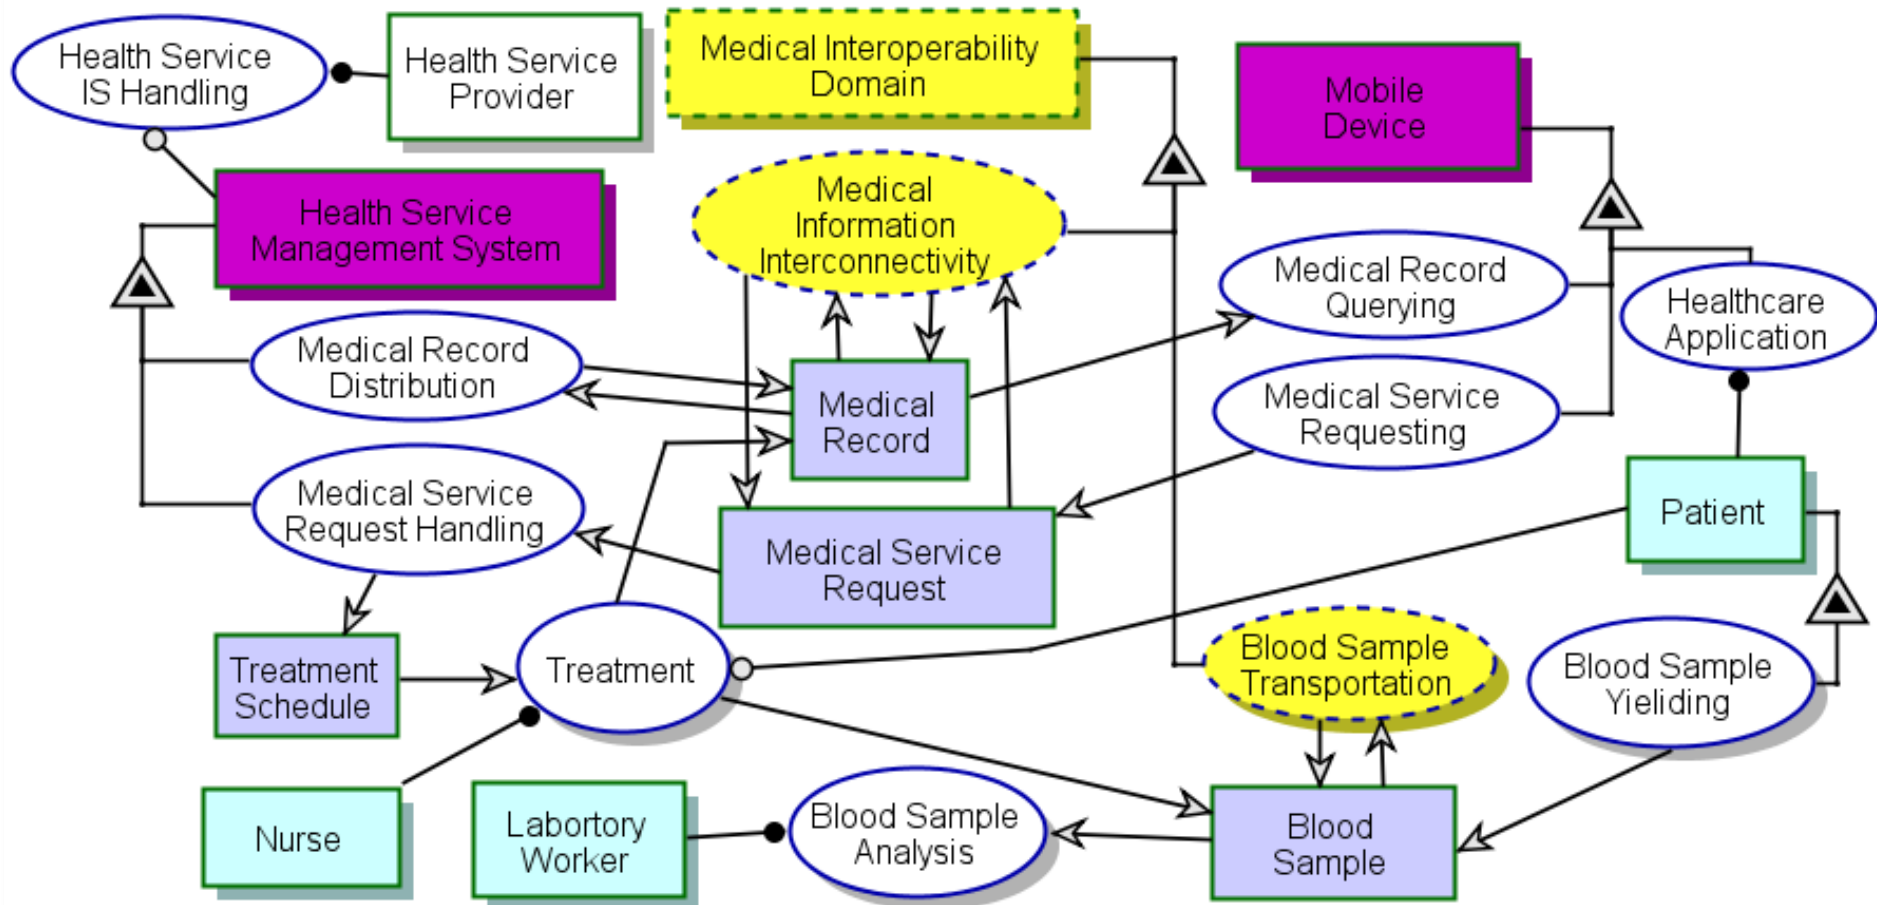 Health Service
IS Handling
Health Service
Provider
Medical Interoperability
Domain
Mobile
Device
Health Service
Management System
Medical
Information
Interconnectivity
Medical Record
Querying
Healthcare
Application
Medical Record
Distribution
Medical
Record
Medical Service
Requesting
Medical Service
Request Handling
Medical Service
Request
Patient
Treatment
Schedule
Treatment
Blood Sample
Transportation
Blood Sample
Yieliding
Nurse
Labortory
Worker
Blood Sample
Analysis
Blood
Sample